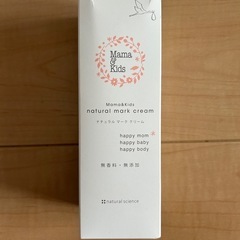 Mama
&
Kids
Mama&Kids
natural mark cream
ナチュラル マーク クリーム
happy mom
happy baby
happy body
無香料・無添加
natural science